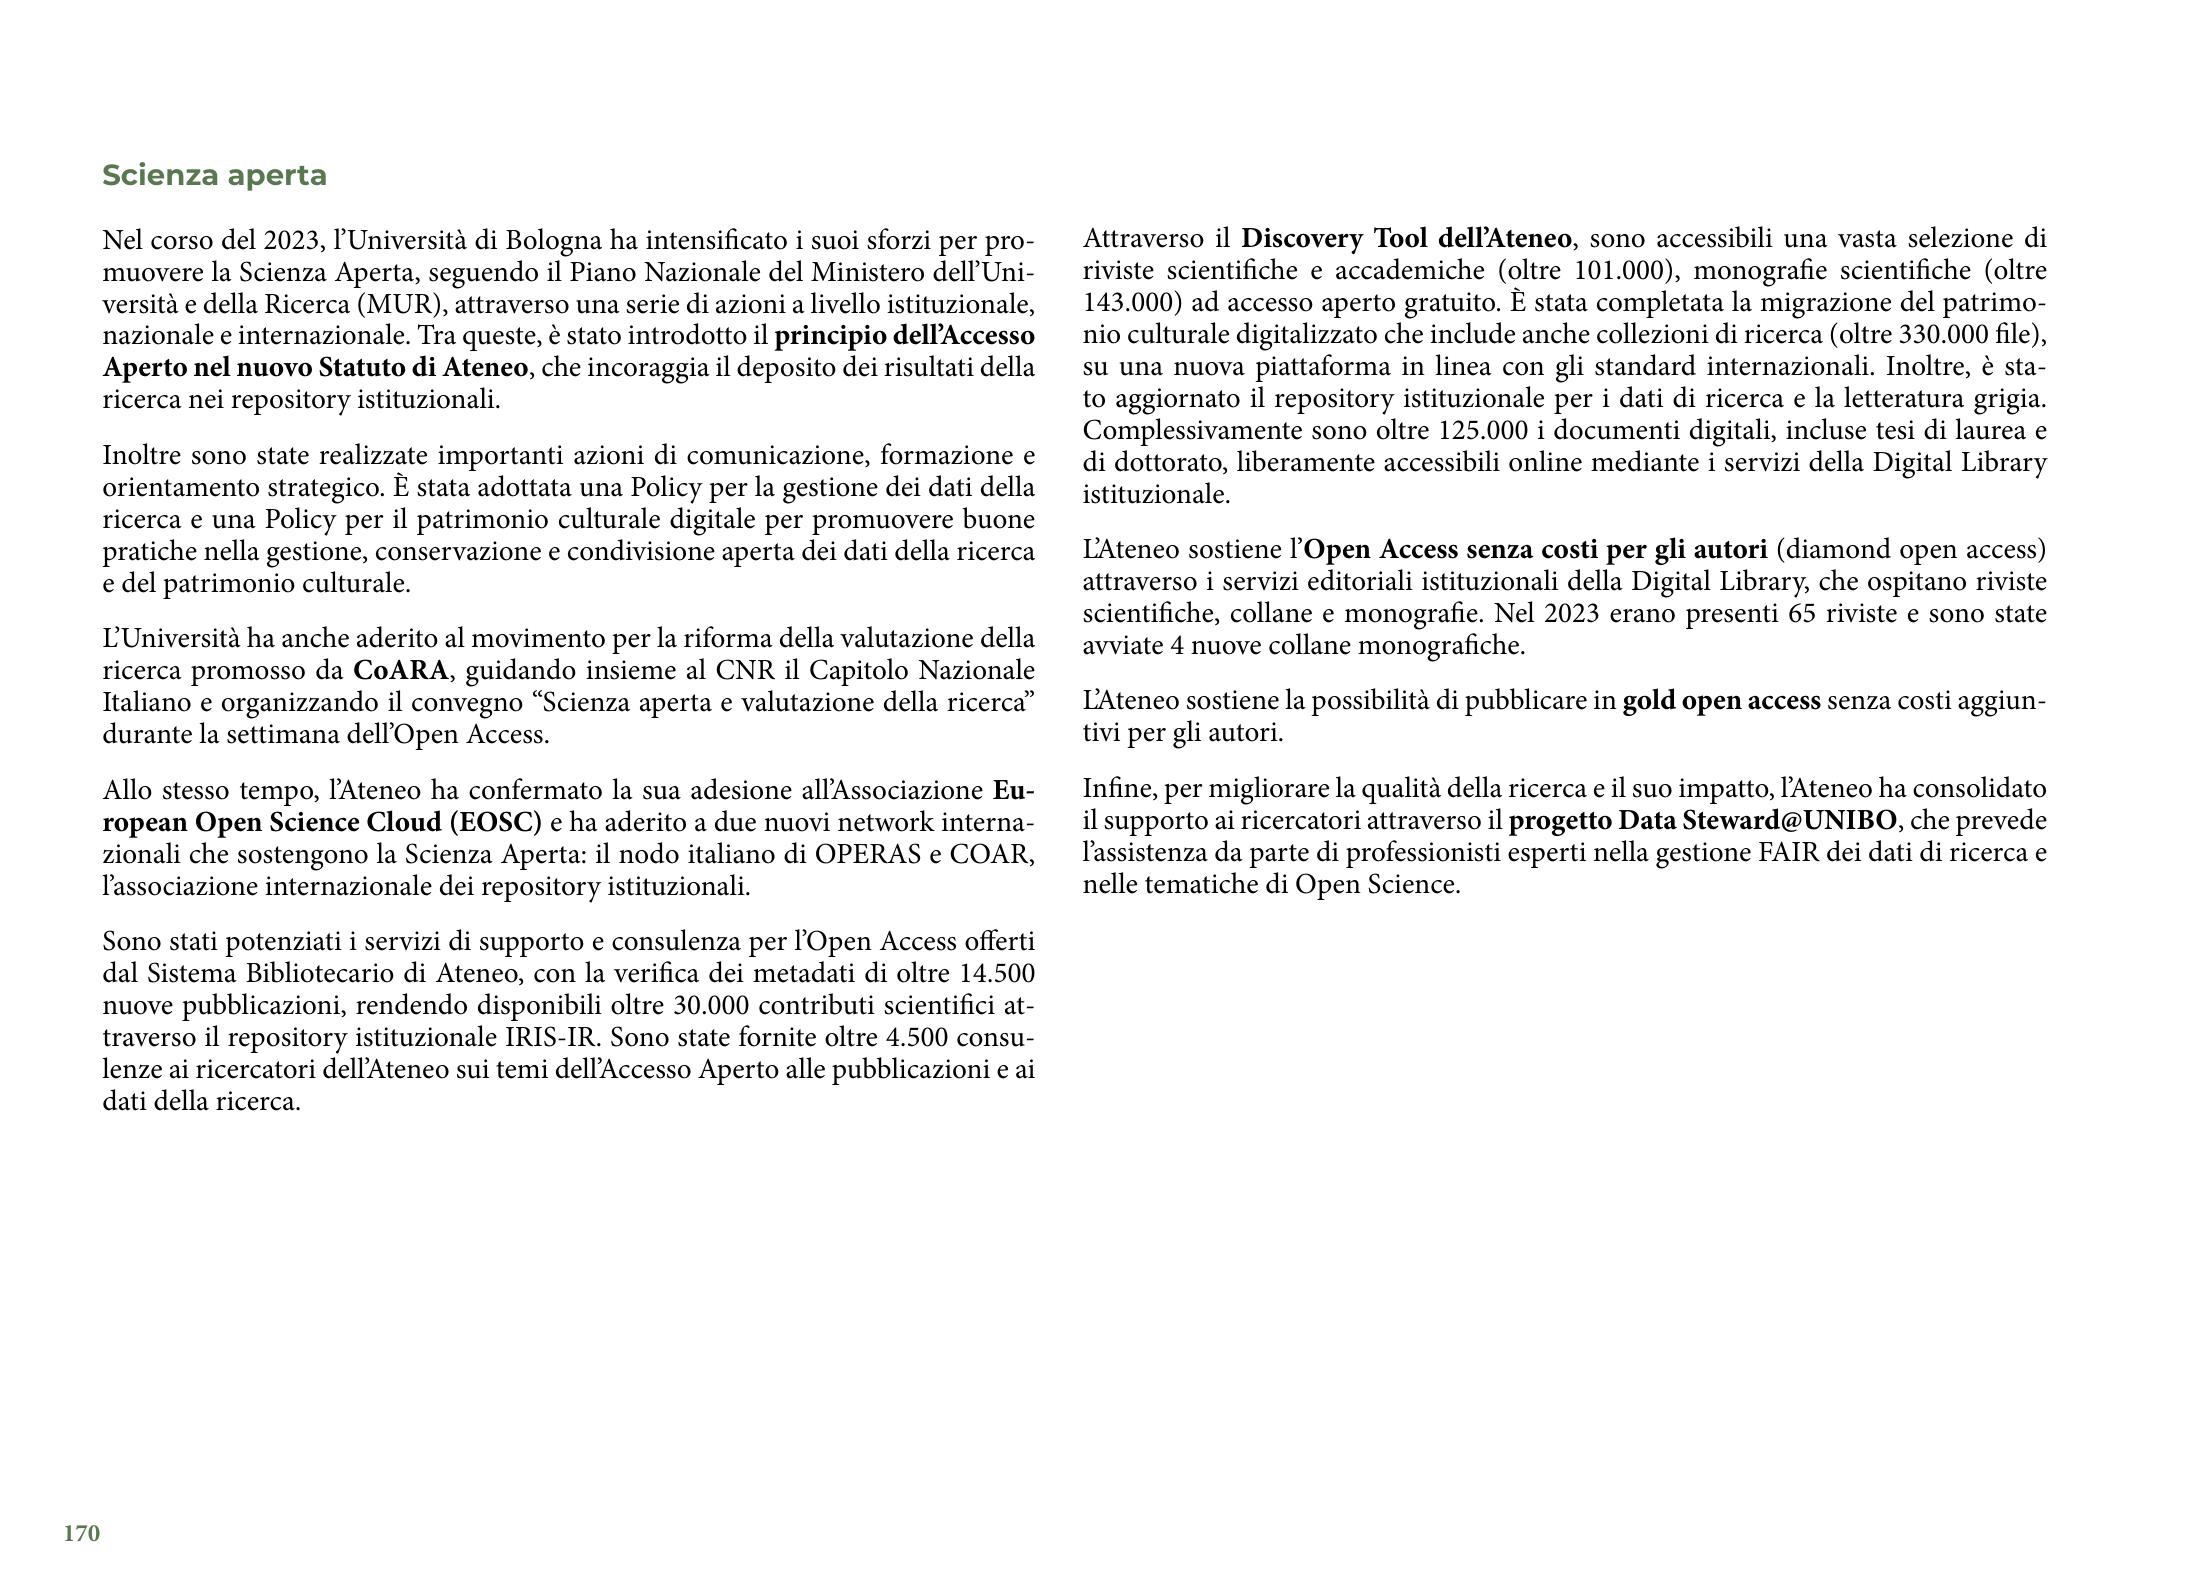 Scienza aperta
Nel corso del 2023, l’Università di Bologna ha intensificato i suoi sforzi per pro-
muovere la Scienza Aperta, seguendo il Piano Nazionale del Ministero dell’Uni-
versità e della Ricerca (MUR), attraverso una serie di azioni a livello istituzionale,
nazionale e internazionale. Tra queste, è stato introdotto il principio dell’Accesso
Aperto nel nuovo Statuto di Ateneo, che incoraggia il deposito dei risultati della
ricerca nei repository istituzionali.
Inoltre sono state realizzate importanti azioni di comunicazione, formazione e
orientamento strategico. È stata adottata una Policy per la gestione dei dati della
ricerca e una Policy per il patrimonio culturale digitale per promuovere buone
pratiche nella gestione, conservazione e condivisione aperta dei dati della ricerca
e del patrimonio culturale.
L’Università ha anche aderito al movimento per la riforma della valutazione della
ricerca promosso da CoARA, guidando insieme al CNR il Capitolo Nazionale
Italiano e organizzando il convegno “Scienza aperta e valutazione della ricerca”
durante la settimana dell’Open Access.
Allo stesso tempo, l’Ateneo ha confermato la sua adesione all’Associazione Eu-
ropean Open Science Cloud (EOSC) e ha aderito a due nuovi network interna-
zionali che sostengono la Scienza Aperta: il nodo italiano di OPERAS e COAR,
l’associazione internazionale dei repository istituzionali.
Sono stati potenziati i servizi di supporto e consulenza per l’Open Access offerti
dal Sistema Bibliotecario di Ateneo, con la verifica dei metadati di oltre 14.500
nuove pubblicazioni, rendendo disponibili oltre 30.000 contributi scientifici at-
traverso il repository istituzionale IRIS-IR. Sono state fornite oltre 4.500 consu-
lenze ai ricercatori dell’Ateneo sui temi dell’Accesso Aperto alle pubblicazioni e ai
dati della ricerca.
Attraverso il Discovery Tool dell’Ateneo, sono accessibili una vasta selezione di
riviste scientifiche e accademiche (oltre 101.000), monografie scientifiche (oltre
143.000) ad accesso aperto gratuito. È stata completata la migrazione del patrimo-
nio culturale digitalizzato che include anche collezioni di ricerca (oltre 330.000 file),
su una nuova piattaforma in linea con gli standard internazionali. Inoltre, è sta-
to aggiornato il repository istituzionale per i dati di ricerca e la letteratura grigia.
Complessivamente sono oltre 125.000 i documenti digitali, incluse tesi di laurea e
di dottorato, liberamente accessibili online mediante i servizi della Digital Library
istituzionale.
L’Ateneo sostiene l’Open Access senza costi per gli autori (diamond open access)
attraverso i servizi editoriali istituzionali della Digital Library, che ospitano riviste
scientifiche, collane e monografie. Nel 2023 erano presenti 65 riviste e sono state
avviate 4 nuove collane monografiche.
L’Ateneo sostiene la possibilità di pubblicare in gold open access senza costi aggiun-
tivi per gli autori.
Infine, per migliorare la qualità della ricerca e il suo impatto, l’Ateneo ha consolidato
il supporto ai ricercatori attraverso il progetto Data Steward@UNIBO, che prevede
l’assistenza da parte di professionisti esperti nella gestione FAIR dei dati di ricerca e
nelle tematiche di Open Science.
170